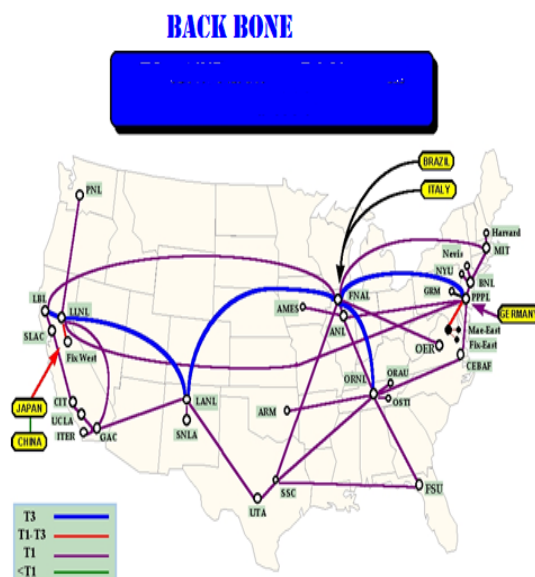 BACK BONE
BRAZIL
ITALY
PNL
Harvard
MIT
Nevis
NYU
BNL
GRM
PPPL
GERMANY
LBL
LLNL
FNAL
AMES
ANL
SLAC
Fix West
OER
Mae-East
Fix-East
CEBAF
JAPAN
CHINA
CIT
UCLA
ITER
GAC
LANL
SNLA
ORNL
ORAU
OSTI
ARM
SSC
UTA
FSU
T3
T1-T3
T1
<T1